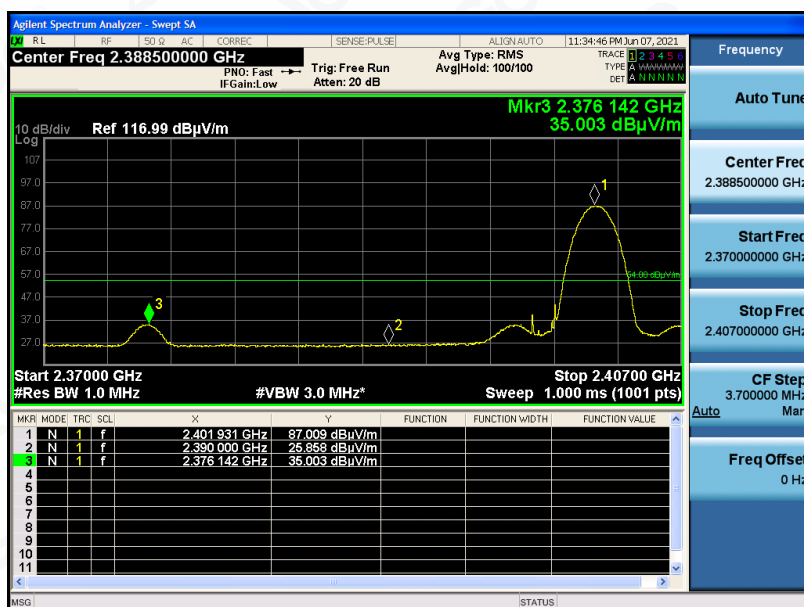 Agilent Spectrum Analyzer - Swept SA
LXI RL RF 50 Ω AC CORREC SENSE:PULSE ALIGN AUTO 11:34:46 PM Jun 07, 2021
Center Freq 2.388500000 GHz
PNO: Fast
IFGain:Low
Trig: Free Run
Atten: 20 dB
Avg Type: RMS
Avg|Hold: 100/100
TRACE 1 2 3 4 5 6
TYPE A WWWWW
DET A N N N N N
Mkr3 2.376 142 GHz
35.003 dBµV/m
10 dB/div Ref 116.99 dBµV/m
Log
107
97.0
87.0
77.0
67.0
57.0
47.0
37.0
27.0
1
2
3
54.00 dBµV/m
Start 2.37000 GHz Stop 2.40700 GHz
#Res BW 1.0 MHz #VBW 3.0 MHz* Sweep 1.000 ms (1001 pts)
MKR MODE TRC SCL X Y FUNCTION FUNCTION WIDTH FUNCTION VALUE
1 N 1 f 2.401 931 GHz 87.009 dBµV/m
2 N 1 f 2.390 000 GHz 25.858 dBµV/m
3 N 1 f 2.376 142 GHz 35.003 dBµV/m
4
5
6
7
8
9
10
11
MSG STATUS
Frequency
Auto Tune
Center Freq
2.388500000 GHz
Start Freq
2.370000000 GHz
Stop Freq
2.407000000 GHz
CF Step
3.700000 MHz
Auto Man
Freq Offset
0 Hz